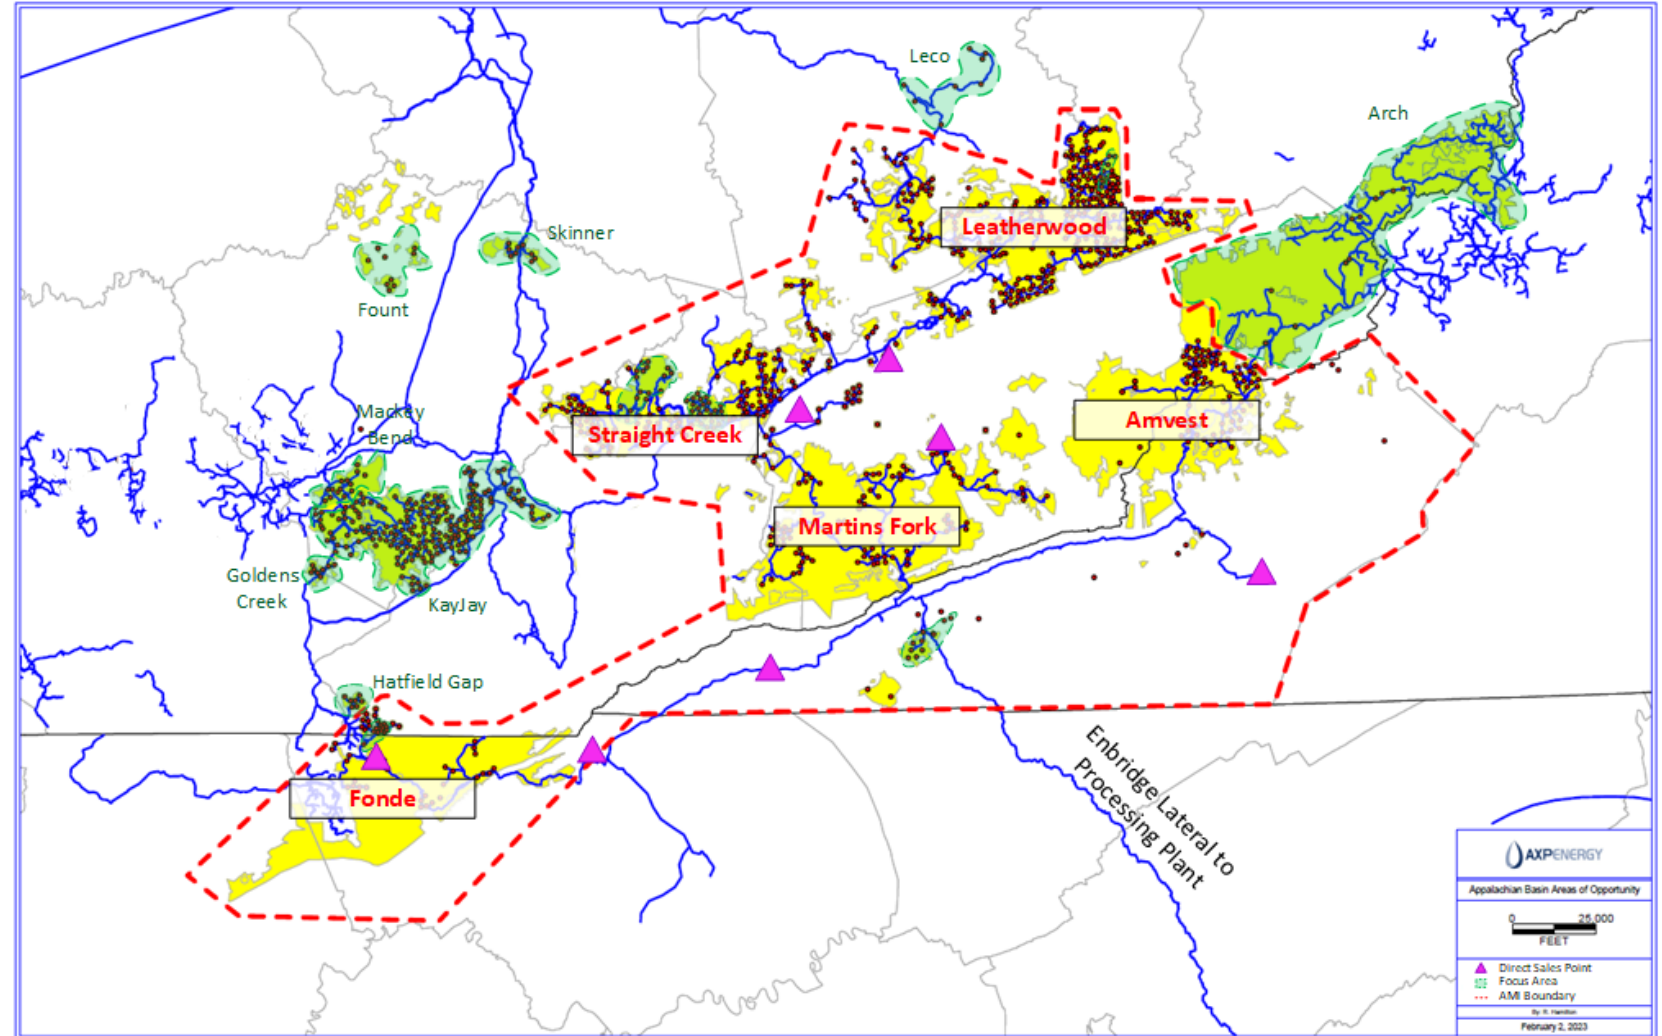 Leco
Arch
Leatherwood
Skinner
Fount
Mackey
Bend
Straight Creek
Amvest
Martins Fork
Goldens
Creek
KayJay
Hatfield Gap
Fonde
Enbridge Lateral to
Processing Plant
AXPENERGY
Appalachian Basin Areas of Opportunity
0 25,000
FEET
Direct Sales Point
Focus Area
AMI Boundary
By: R. Hamilton
February 2, 2023